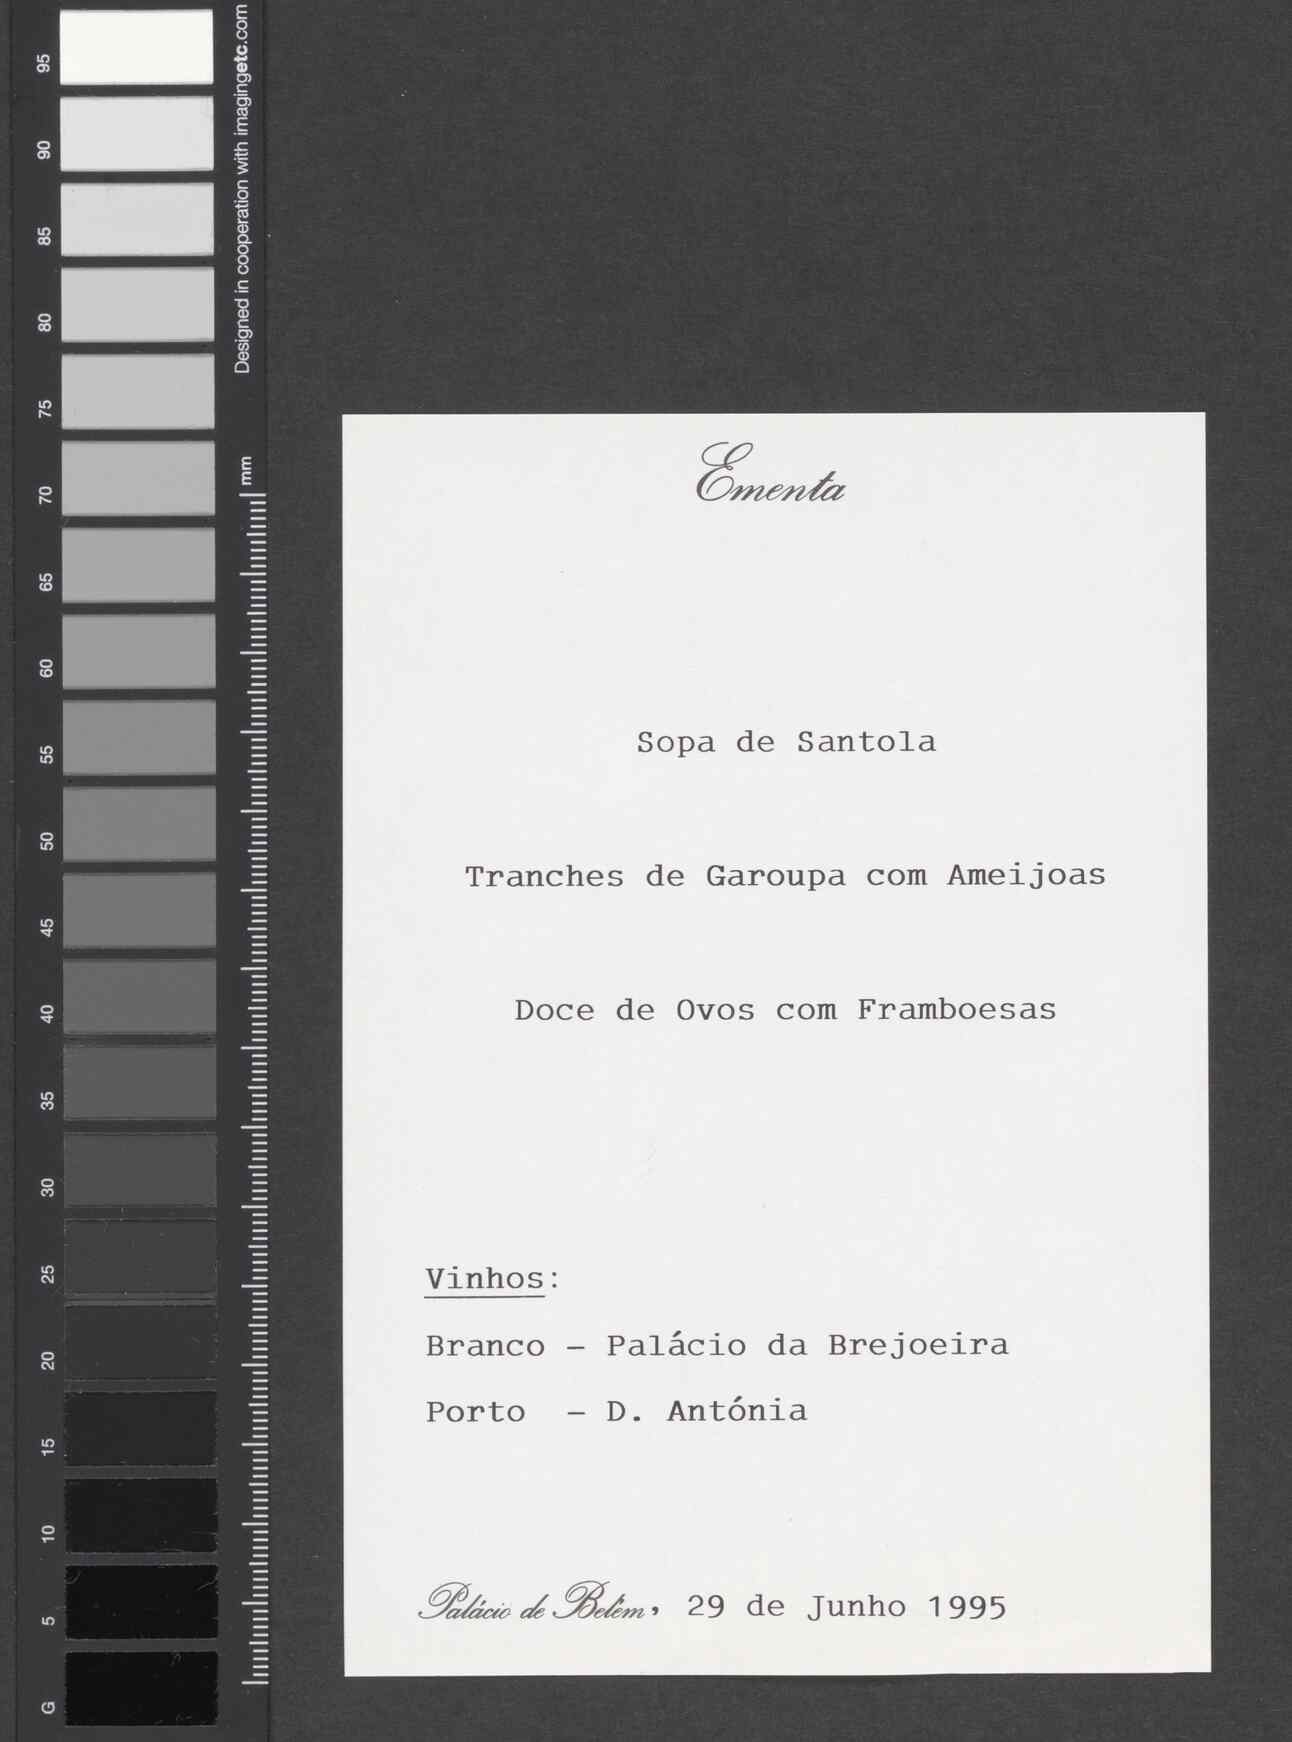 Ementa
Sopa de Santola
Tranches de Garoupa com Ameijoas
Doce de Ovos com Framboesas
Vinhos:
Branco – Palácio da Brejoeira
Porto – D. Antónia
Palácio de Belém, 29 de Junho 1995
Designed in cooperation with imagingetc.com
mm
95
90
85
80
75
70
65
60
55
50
45
40
35
30
25
20
15
10
5
G